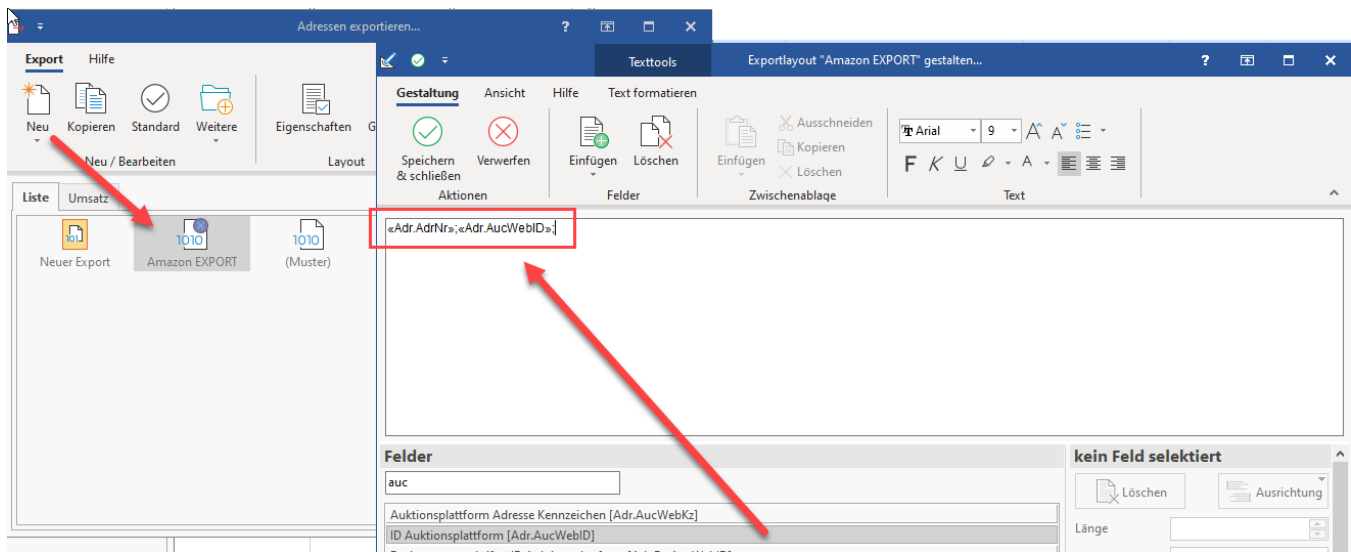 Adressen exportieren...
?
Export Hilfe
Neu Kopieren Standard Weitere Eigenschaften G
Neu / Bearbeiten Layout
Liste Umsatz
Neuer Export Amazon EXPORT (Muster)
Texttools Exportlayout "Amazon EXPORT" gestalten... ?
Gestaltung Ansicht Hilfe Text formatieren
Speichern & schließen Verwerfen Einfügen Löschen Einfügen
Ausschneiden
Kopieren
Löschen
Arial 9
F K U
Aktionen Felder Zwischenablage Text
«Adr.AdrNr»;«Adr.AucWebID»;
Felder
auc
Auktionsplattform Adresse Kennzeichen [Adr.AucWebKz]
ID Auktionsplattform [Adr.AucWebID]
kein Feld selektiert
Löschen Ausrichtung
Länge